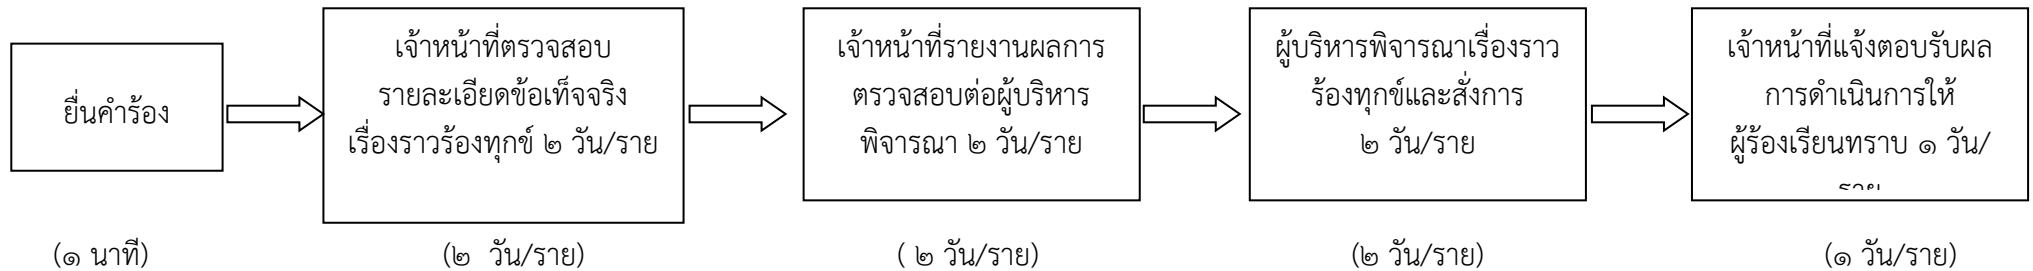 ยื่นคำร้อง
เจ้าหน้าที่ตรวจสอบ
รายละเอียดข้อเท็จจริง
เรื่องราวร้องทุกข์ ๒ วัน/ราย
เจ้าหน้าที่รายงานผลการ
ตรวจสอบต่อผู้บริหาร
พิจารณา ๒ วัน/ราย
ผู้บริหารพิจารณาเรื่องราว
ร้องทุกข์และสั่งการ
๒ วัน/ราย
เจ้าหน้าที่แจ้งตอบรับผล
การดำเนินการให้
ผู้ร้องเรียนทราบ ๑ วัน/
(๑ นาที)
(๒ วัน/ราย)
( ๒ วัน/ราย)
(๒ วัน/ราย)
(๑ วัน/ราย)